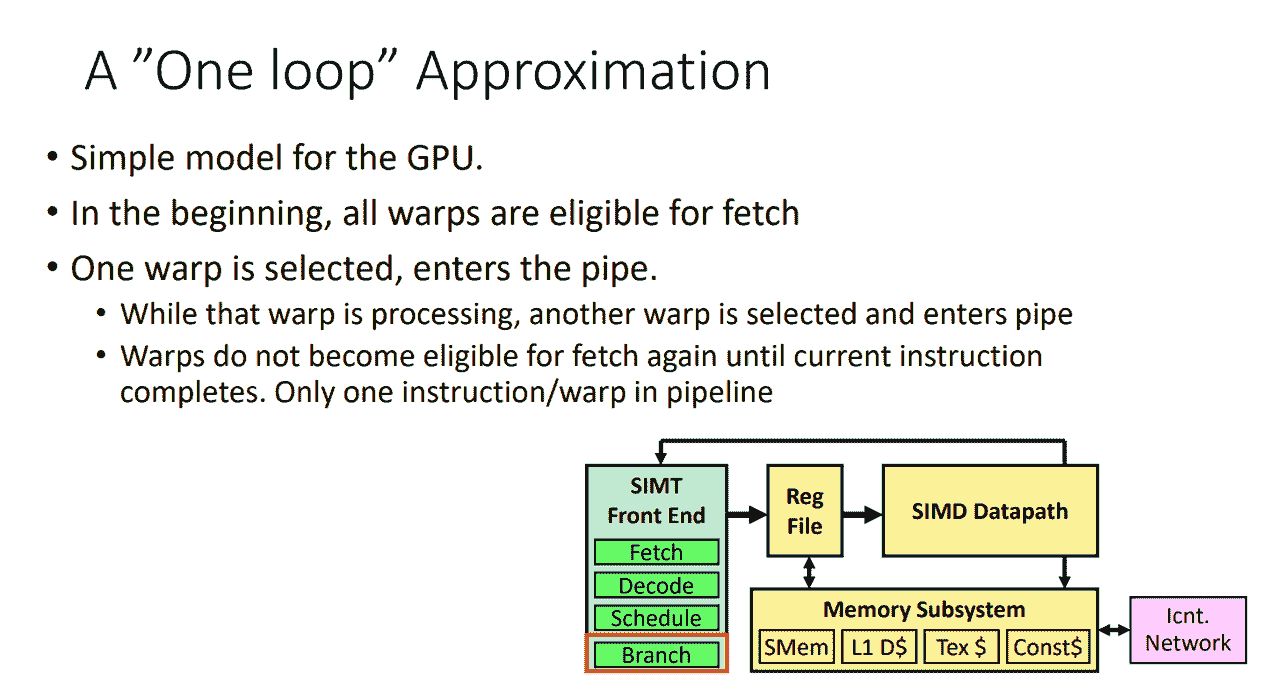 A ”One loop” Approximation
• Simple model for the GPU.
• In the beginning, all warps are eligible for fetch
• One warp is selected, enters the pipe.
• While that warp is processing, another warp is selected and enters pipe
• Warps do not become eligible for fetch again until current instruction
completes. Only one instruction/warp in pipeline
SIMT
Front End
Fetch
Decode
Schedule
Branch
Reg
File
SIMD Datapath
Memory Subsystem
SMem
L1 D$
Tex $
Const$
Icnt.
Network